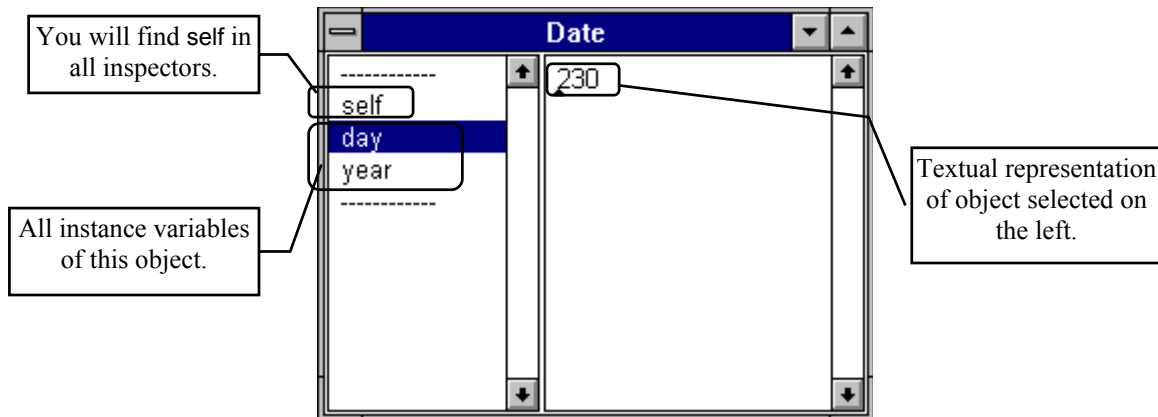 You will find self in
all inspectors.
All instance variables
of this object.
Date
------------
self
day
year
------------
230
Textual representation
of object selected on
the left.